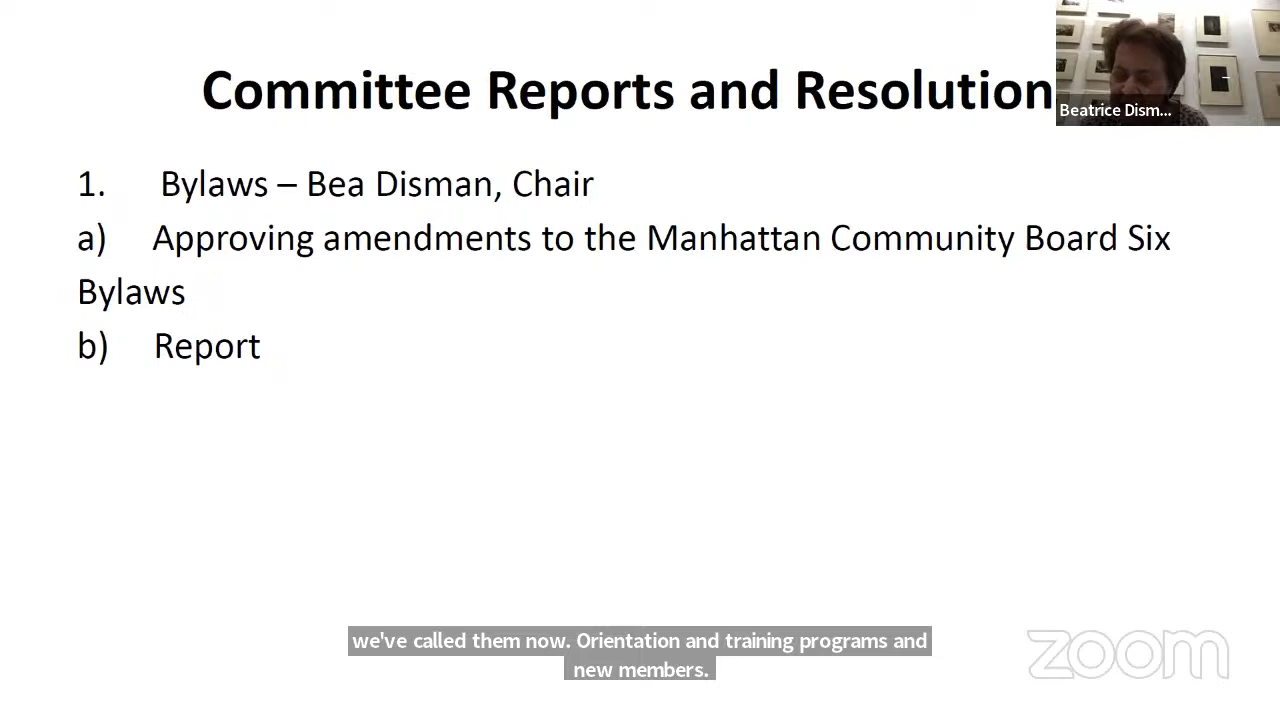 Committee Reports and Resolution
Beatrice Dism...
1. Bylaws – Bea Disman, Chair
a) Approving amendments to the Manhattan Community Board Six
Bylaws
b) Report
we've called them now. Orientation and training programs and
new members.
zoom